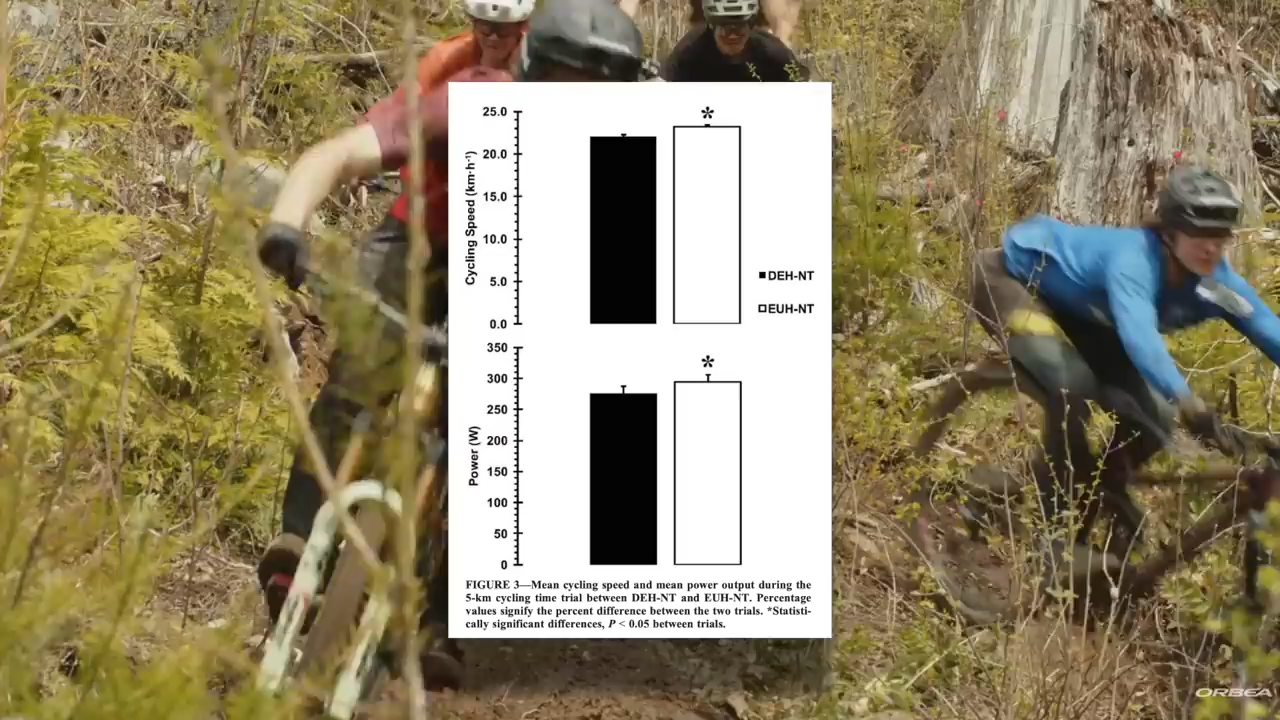 25.0
20.0
15.0
10.0
5.0
0.0
Cycling Speed (km·h⁻¹)
*
DEH-NT
EUH-NT
350
300
250
200
150
100
50
0
Power (W)
*
FIGURE 3—Mean cycling speed and mean power output during the
5-km cycling time trial between DEH-NT and EUH-NT. Percentage
values signify the percent difference between the two trials. *Statisti-
cally significant differences, P < 0.05 between trials.
ORBEA